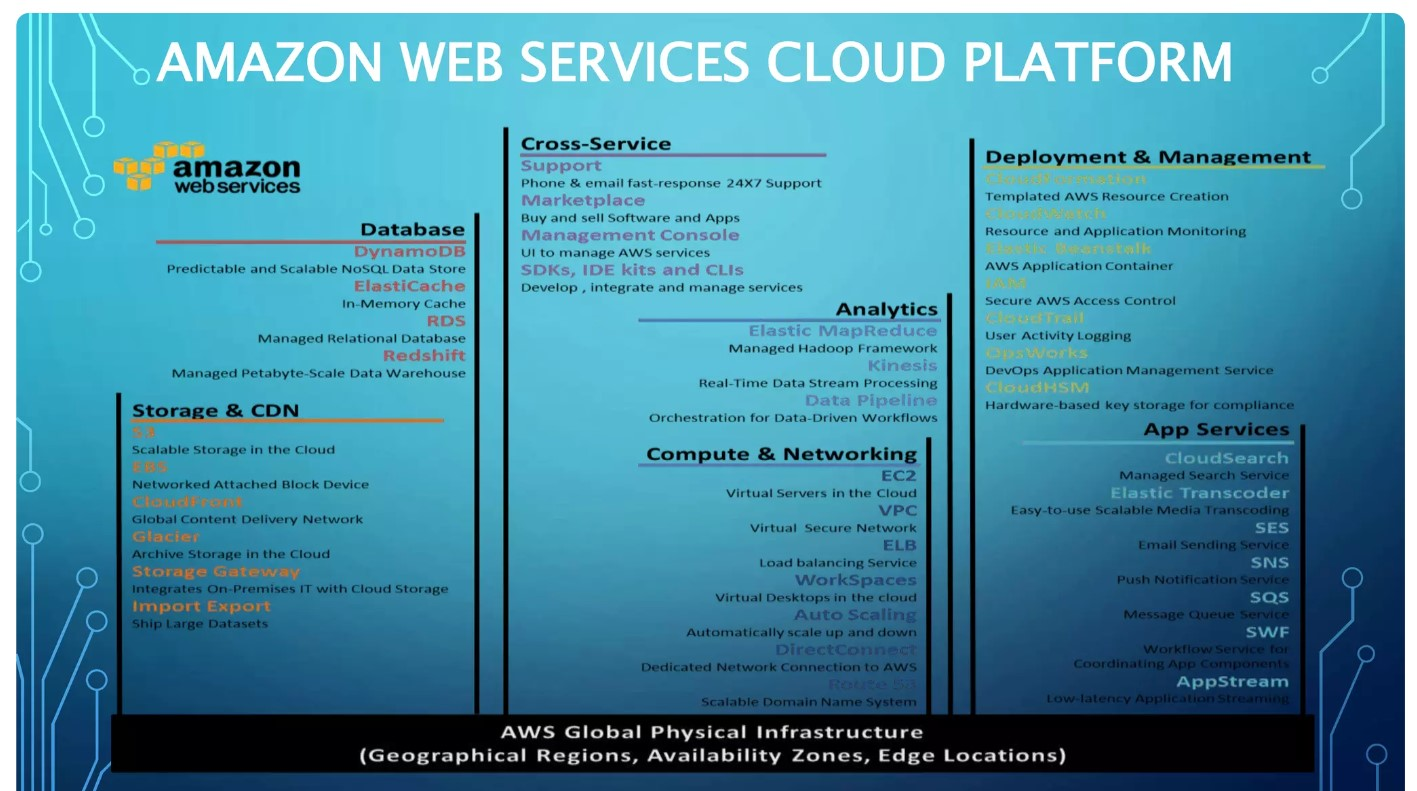 AMAZON WEB SERVICES CLOUD PLATFORM
amazon
web services
Database
DynamoDB
Predictable and Scalable NoSQL Data Store
ElastiCache
In-Memory Cache
RDS
Managed Relational Database
Redshift
Managed Petabyte-Scale Data Warehouse
Storage & CDN
S3
Scalable Storage in the Cloud
EBS
Networked Attached Block Device
CloudFront
Global Content Delivery Network
Glacier
Archive Storage in the Cloud
Storage Gateway
Integrates On-Premises IT with Cloud Storage
Import Export
Ship Large Datasets
Cross-Service
Support
Phone & email fast-response 24X7 Support
Marketplace
Buy and sell Software and Apps
Management Console
UI to manage AWS services
SDKs, IDE kits and CLIs
Develop , integrate and manage services
Analytics
Elastic MapReduce
Managed Hadoop Framework
Kinesis
Real-Time Data Stream Processing
Data Pipeline
Orchestration for Data-Driven Workflows
Compute & Networking
EC2
Virtual Servers in the Cloud
VPC
Virtual Secure Network
ELB
Load balancing Service
WorkSpaces
Virtual Desktops in the cloud
Auto Scaling
Automatically scale up and down
DirectConnect
Dedicated Network Connection to AWS
Route 53
Scalable Domain Name System
Deployment & Management
CloudFormation
Templated AWS Resource Creation
CloudWatch
Resource and Application Monitoring
Elastic Beanstalk
AWS Application Container
IAM
Secure AWS Access Control
CloudTrail
User Activity Logging
OpsWorks
DevOps Application Management Service
CloudHSM
Hardware-based key storage for compliance
App Services
CloudSearch
Managed Search Service
Elastic Transcoder
Easy-to-use Scalable Media Transcoding
SES
Email Sending Service
SNS
Push Notification Service
SQS
Message Queue Service
SWF
Workflow Service for
Coordinating App Components
AppStream
Low-latency Application Streaming
AWS Global Physical Infrastructure
(Geographical Regions, Availability Zones, Edge Locations)